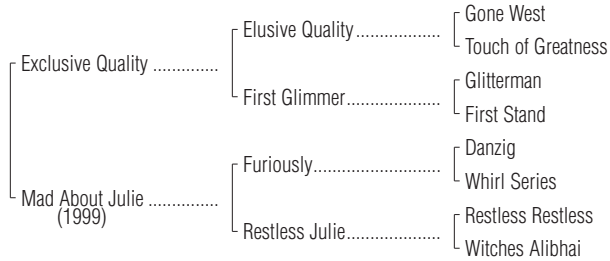 Gone West
Elusive Quality
Touch of Greatness
Exclusive Quality
Glitterman
First Glimmer
First Stand
Danzig
Furiously
Whirl Series
Mad About Julie
(1999)
Restless Restless
Restless Julie
Witches Alibhai